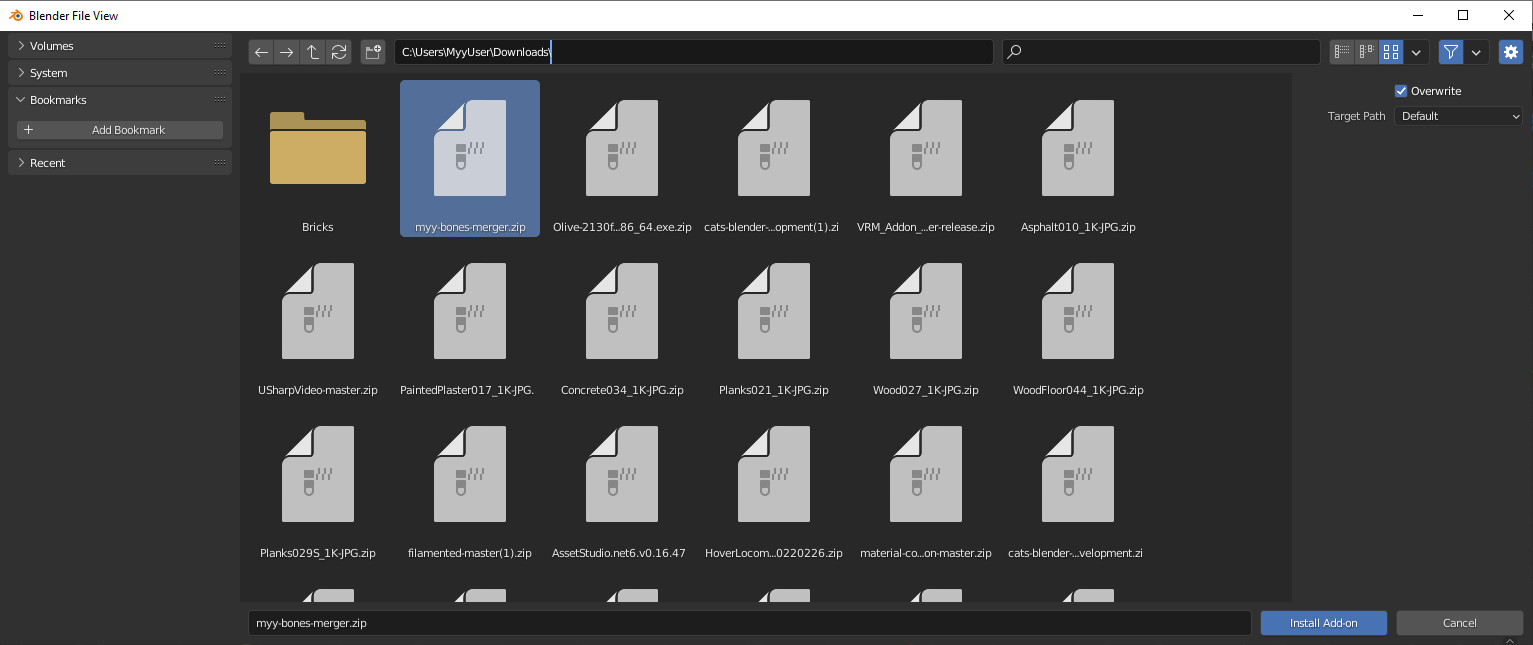 Blender File View
Volumes
System
Bookmarks
Add Bookmark
Recent
C:\Users\MyyUser\Downloads\
Overwrite
Target Path Default
Bricks myy-bones-merger.zip Olive-2130f...86_64.exe.zip cats-blender-...opment(1).zi VRM_Addon_...er-release.zip Asphalt010_1K-JPG.zip
USharpVideo-master.zip PaintedPlaster017_1K-JPG. Concrete034_1K-JPG.zip Planks021_1K-JPG.zip Wood027_1K-JPG.zip WoodFloor044_1K-JPG.zip
Planks029S_1K-JPG.zip filamented-master(1).zip AssetStudio.net6.v0.16.47 HoverLocom...0220226.zip material-co...on-master.zip cats-blender-...velopment.zi
myy-bones-merger.zip
Install Add-on
Cancel